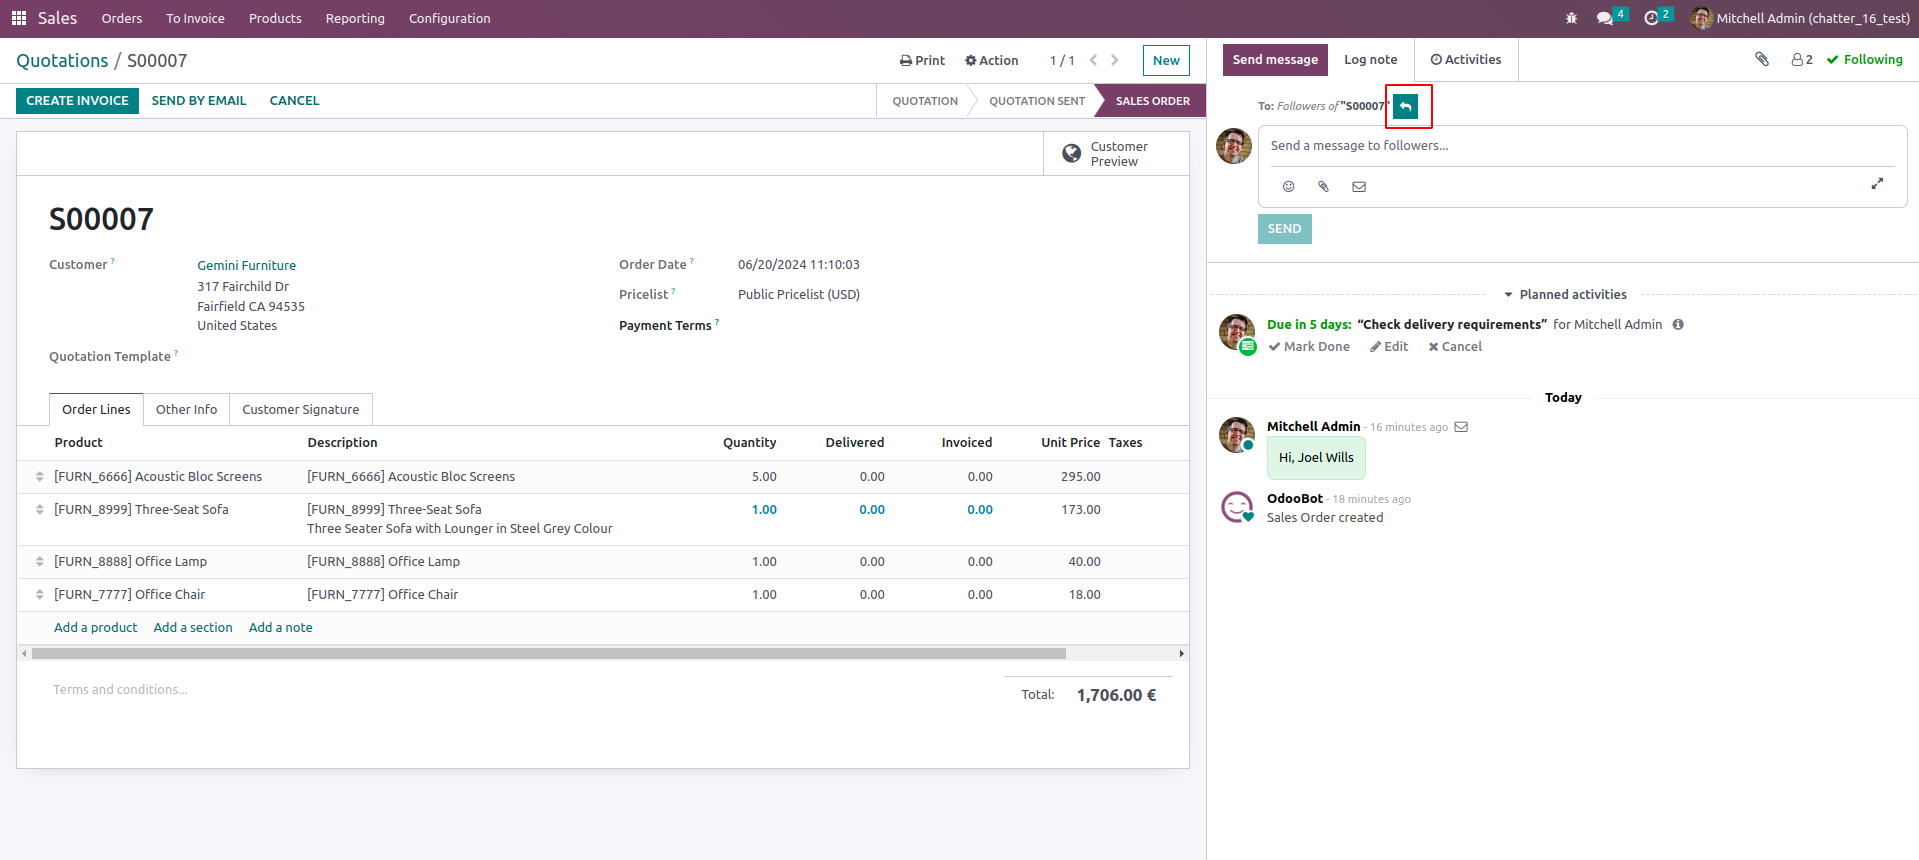 Sales Orders To Invoice Products Reporting Configuration 4 2 Mitchell Admin (chatter_16_test)
Quotations / S00007 Print Action 1 / 1 New
CREATE INVOICE SEND BY EMAIL CANCEL QUOTATION QUOTATION SENT SALES ORDER
Customer
Preview
S00007
Customer ? Gemini Furniture
317 Fairchild Dr
Fairfield CA 94535
United States
Order Date ? 06/20/2024 11:10:03
Pricelist ? Public Pricelist (USD)
Payment Terms ?
Quotation Template ?
Order Lines Other Info Customer Signature
Product Description Quantity Delivered Invoiced Unit Price Taxes
[FURN_6666] Acoustic Bloc Screens [FURN_6666] Acoustic Bloc Screens 5.00 0.00 0.00 295.00
[FURN_8999] Three-Seat Sofa [FURN_8999] Three-Seat Sofa 1.00 0.00 0.00 173.00
Three Seater Sofa with Lounger in Steel Grey Colour
[FURN_8888] Office Lamp [FURN_8888] Office Lamp 1.00 0.00 0.00 40.00
[FURN_7777] Office Chair [FURN_7777] Office Chair 1.00 0.00 0.00 18.00
Add a product Add a section Add a note
Terms and conditions...
Total: 1,706.00 €
Send message Log note Activities 2 Following
To: Followers of "S00007"
Send a message to followers...
SEND
Planned activities
Due in 5 days: “Check delivery requirements” for Mitchell Admin
Mark Done Edit Cancel
Today
Mitchell Admin - 16 minutes ago
Hi, Joel Wills
OdooBot - 18 minutes ago
Sales Order created